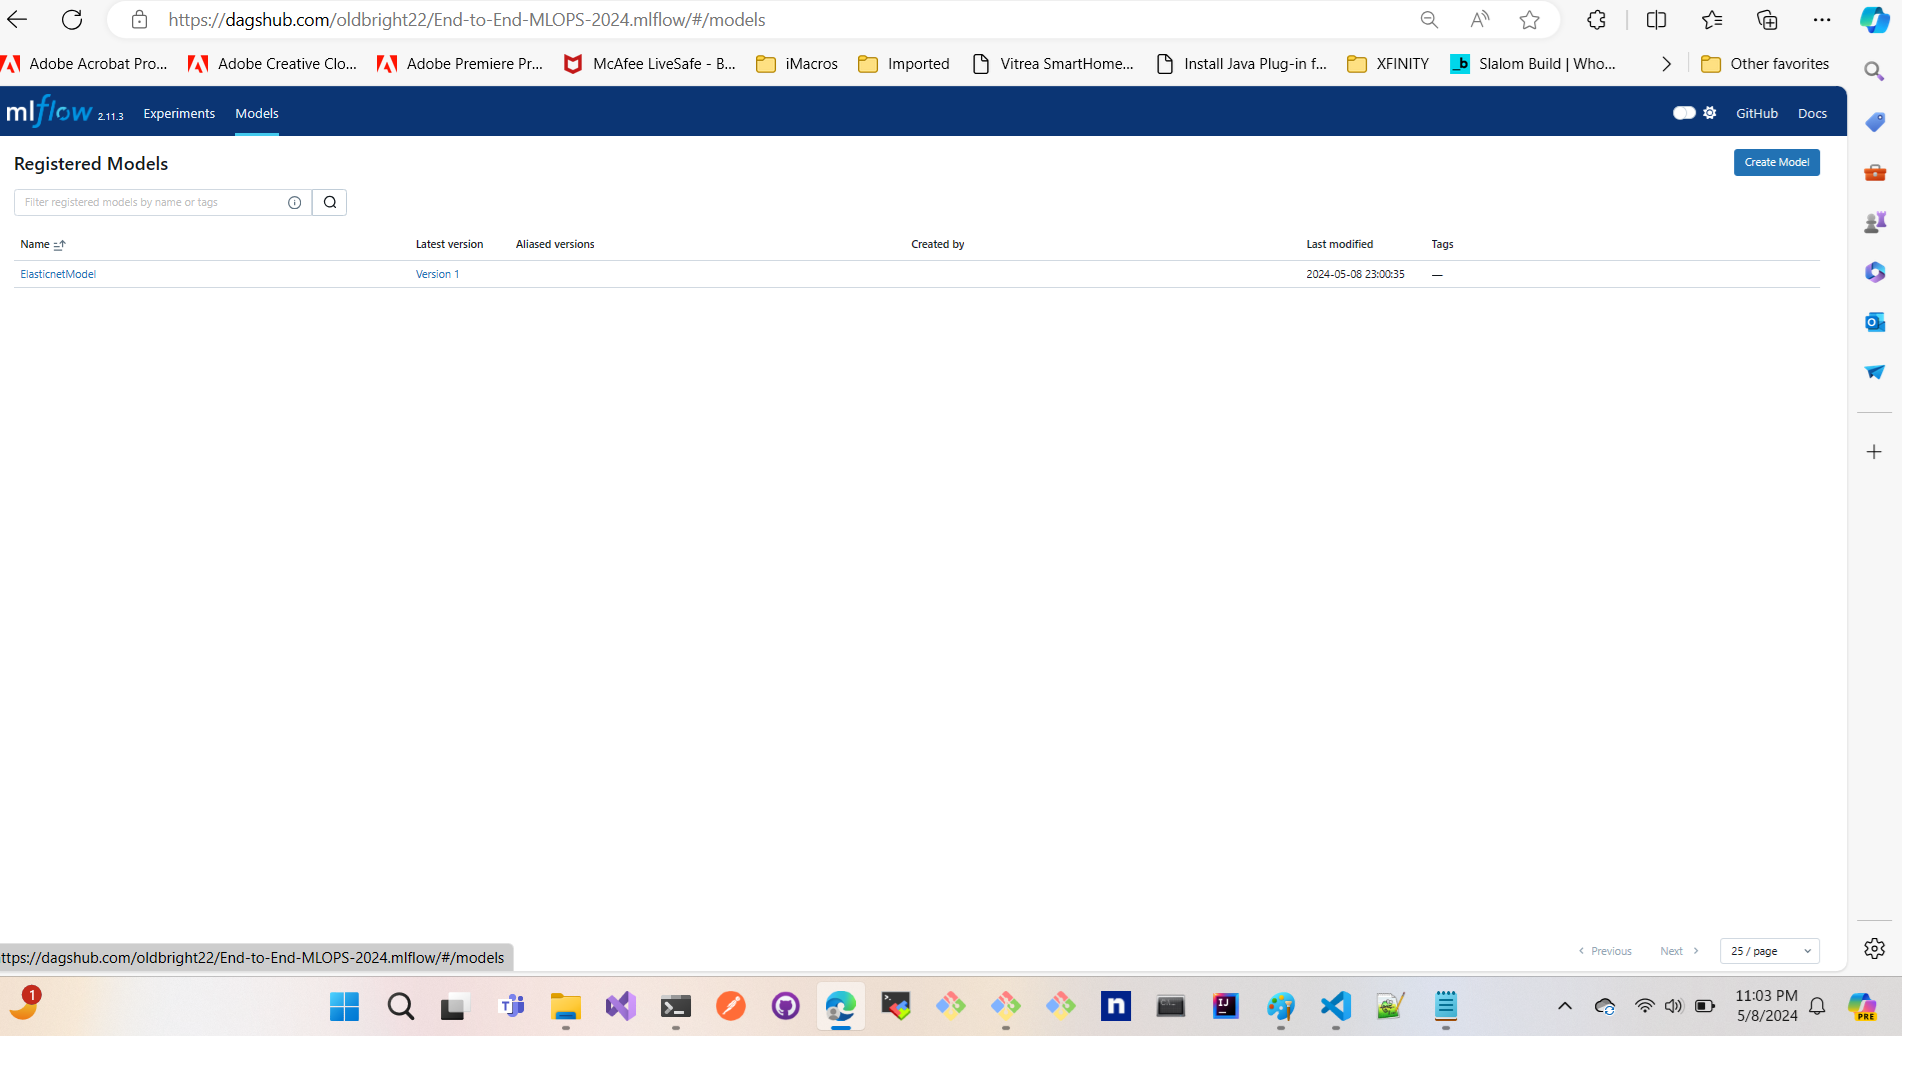 https://dagshub.com/oldbright22/End-to-End-MLOPS-2024.mlflow/#/models
Adobe Acrobat Pro... Adobe Creative Clo... Adobe Premiere Pr... McAfee LiveSafe - B... iMacros Imported Vitrea SmartHome... Install Java Plug-in f... XFINITY _b Slalom Build | Who... Other favorites
mlflow 2.11.3 Experiments Models GitHub Docs
Registered Models Create Model
Filter registered models by name or tags
Name Latest version Aliased versions Created by Last modified Tags
ElasticnetModel Version 1 2024-05-08 23:00:35 —
Previous Next 25 / page
ttps://dagshub.com/oldbright22/End-to-End-MLOPS-2024.mlflow/#/models
1 11:03 PM
5/8/2024
PRE